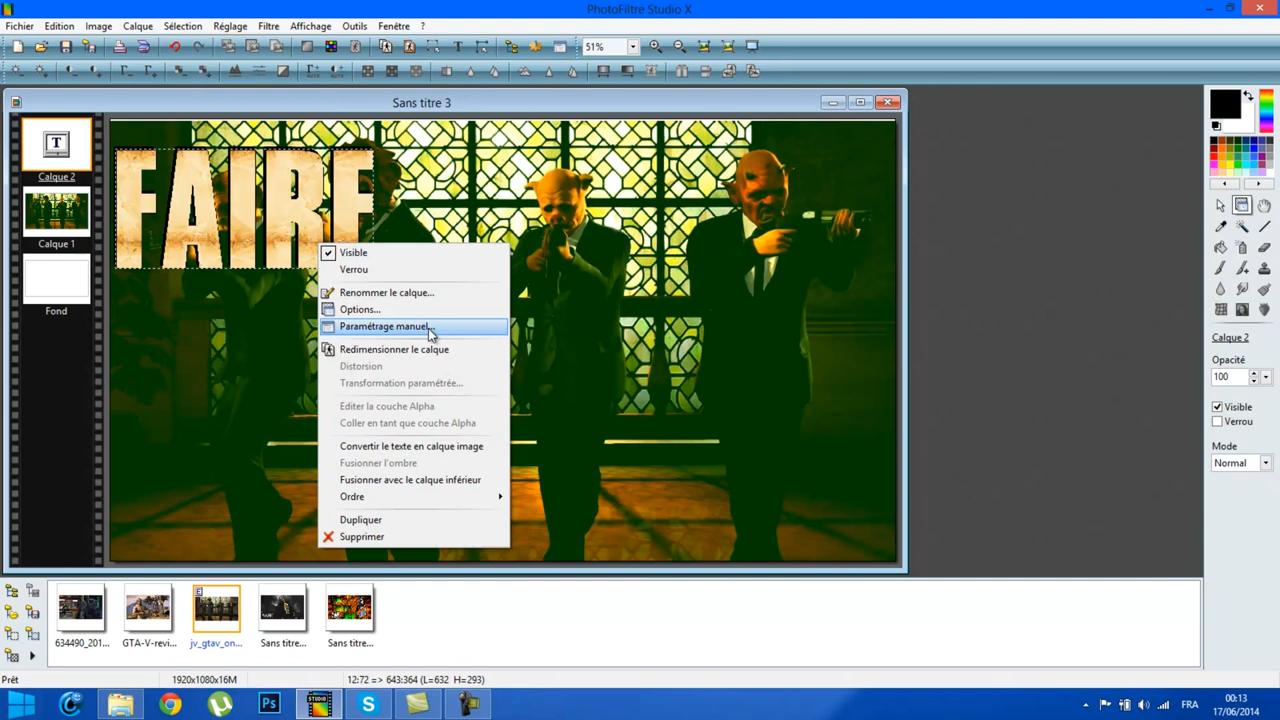 PhotoFiltre Studio X
Fichier Edition Image Calque Sélection Réglage Filtre Affichage Outils Fenêtre ?
T 51%
Sans titre 3
T
Calque 2
Calque 1
Fond
FAIRE
Visible
Verrou
Renommer le calque...
Options...
Paramétrage manuel...
Redimensionner le calque
Distorsion
Transformation paramétrée...
Editer la couche Alpha
Coller en tant que couche Alpha
Convertir le texte en calque image
Fusionner l'ombre
Fusionner avec le calque inférieur
Ordre
Dupliquer
Supprimer
Calque 2
Opacité
100
Visible
Verrou
Mode
Normal
E
634490_201... GTA-V-revi... jv_gtav_on... Sans titre... Sans titre...
Prêt 1920x1080x16M 12:72 => 643:364 (L=632 H=293)
Ps STUDIO S FRA 00:13
17/06/2014